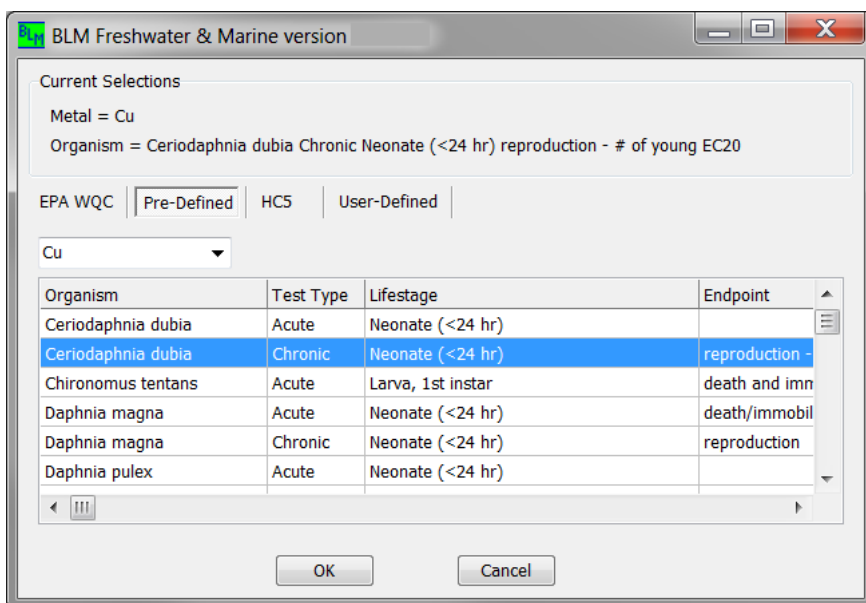 BLM BLM Freshwater & Marine version
Current Selections
Metal = Cu
Organism = Ceriodaphnia dubia Chronic Neonate (<24 hr) reproduction - # of young EC20
EPA WQC Pre-Defined HC5 User-Defined
Cu
Organism Test Type Lifestage Endpoint
Ceriodaphnia dubia Acute Neonate (<24 hr)
Ceriodaphnia dubia Chronic Neonate (<24 hr) reproduction -
Chironomus tentans Acute Larva, 1st instar death and imm
Daphnia magna Acute Neonate (<24 hr) death/immobil
Daphnia magna Chronic Neonate (<24 hr) reproduction
Daphnia pulex Acute Neonate (<24 hr)
OK Cancel